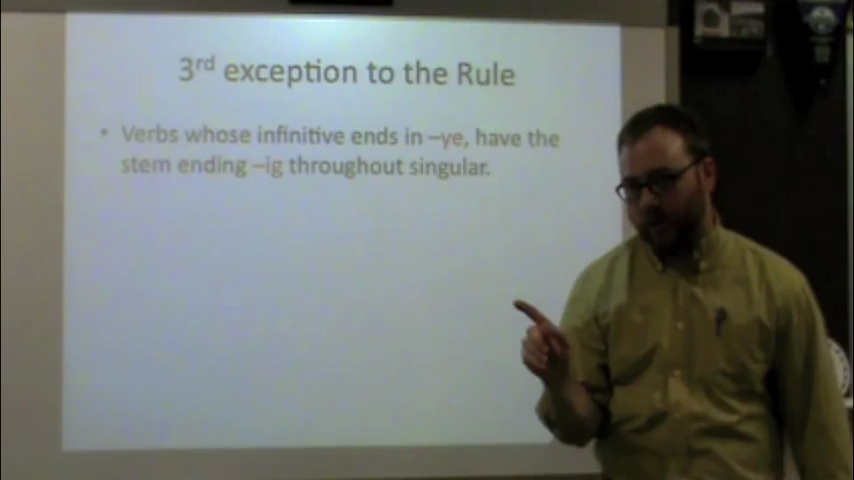 3rd exception to the Rule
• Verbs whose infinitive ends in –ye, have the
stem ending –ig throughout singular.